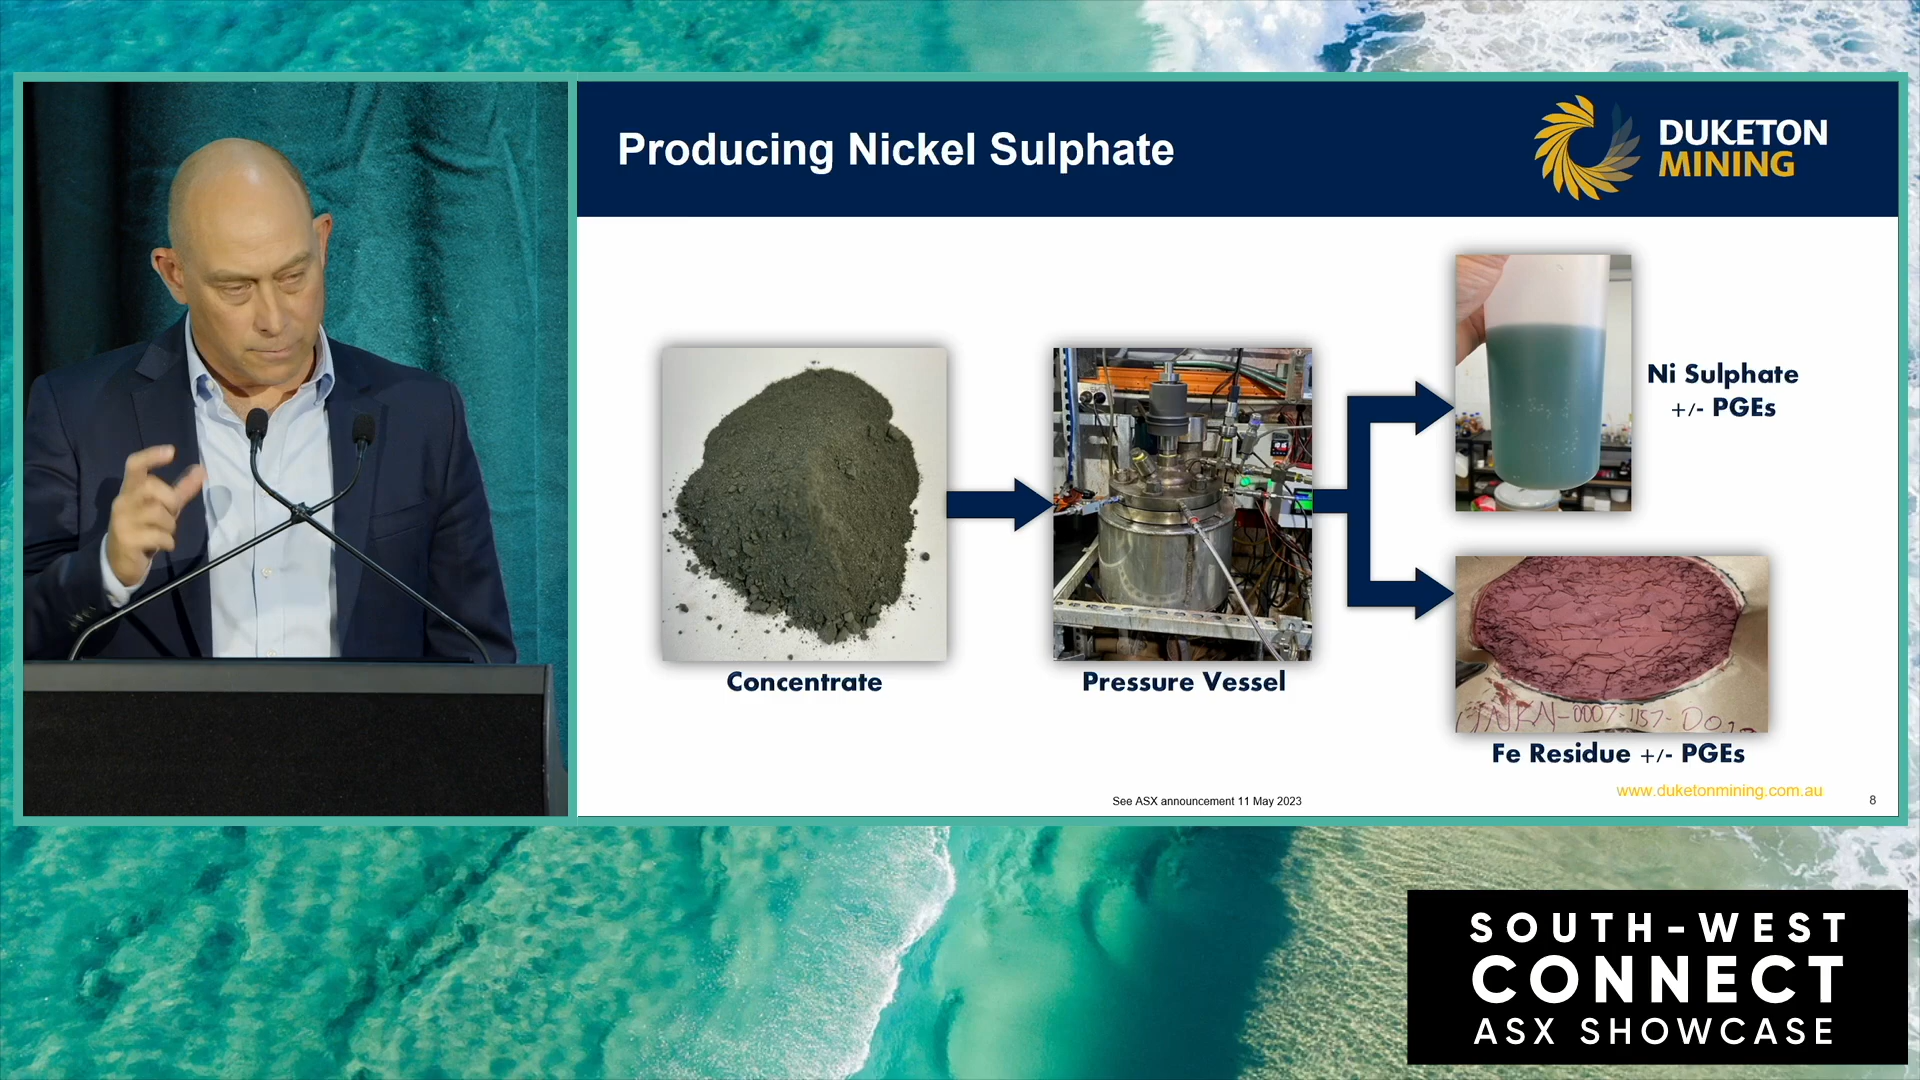 Producing Nickel Sulphate
DUKETON
MINING
Ni Sulphate
+/- PGEs
Concentrate
Pressure Vessel
Fe Residue +/- PGEs
www.duketonmining.com.au
See ASX announcement 11 May 2023
8
SOUTH-WEST
CONNECT
ASX SHOWCASE